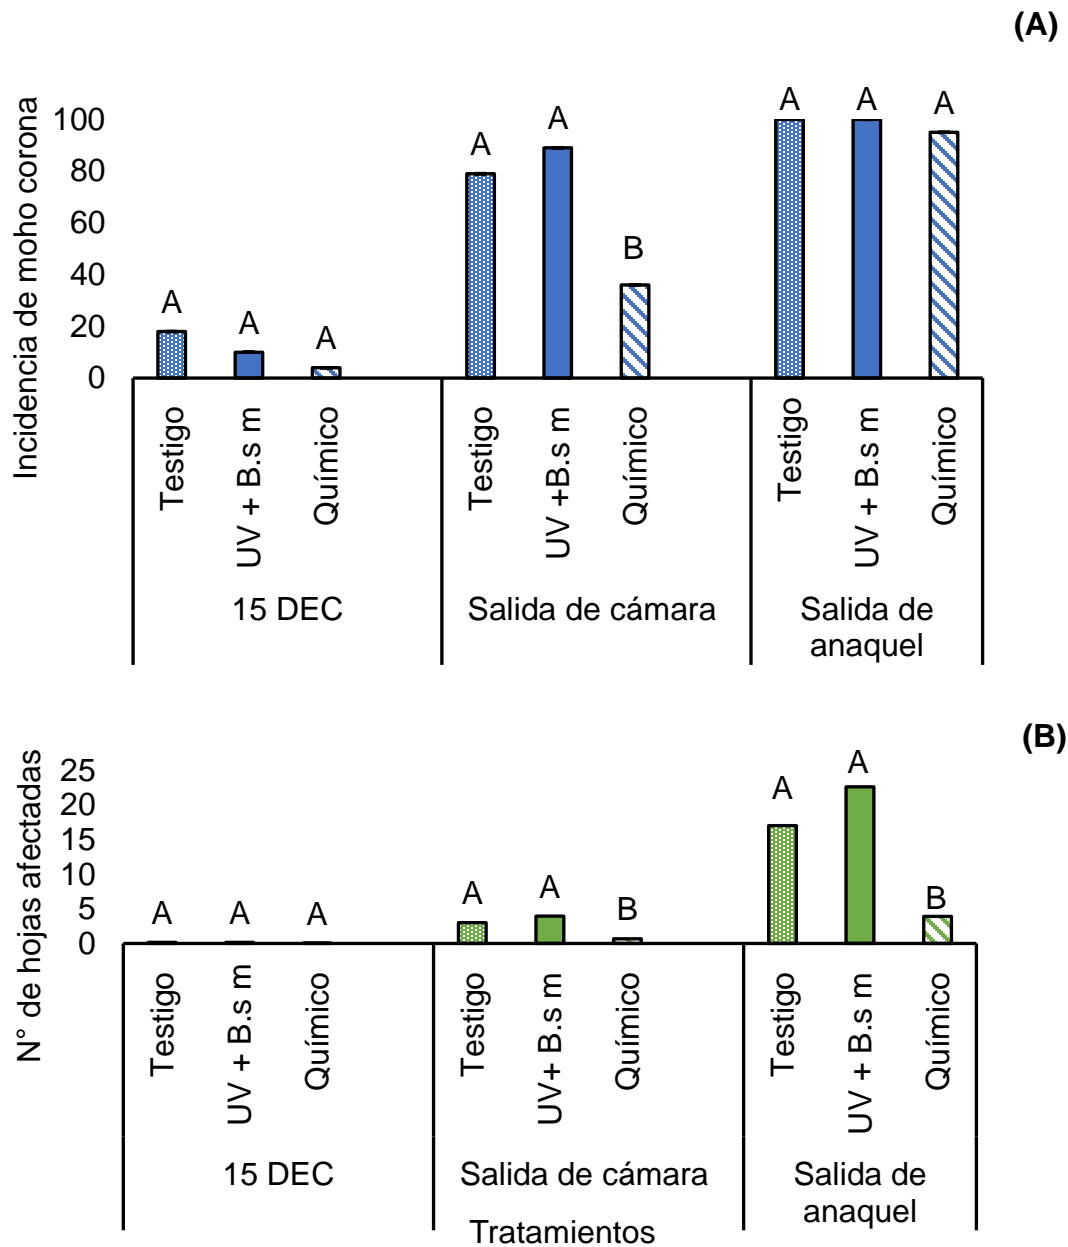 (A)
Incidencia de moho corona
100
80
60
40
20
0
A
A
A
A
A
B
A
A
A
Testigo
UV + B.s m
Químico
Testigo
UV +B.s m
Químico
Testigo
UV + B.s m
Químico
15 DEC
Salida de cámara
Salida de
anaquel
(B)
N° de hojas afectadas
25
20
15
10
5
0
A
A
A
A
A
B
A
A
B
Testigo
UV + B.s m
Químico
Testigo
UV+ B.s m
Químico
Testigo
UV + B.s m
Químico
15 DEC
Salida de cámara
Salida de
anaquel
Tratamientos